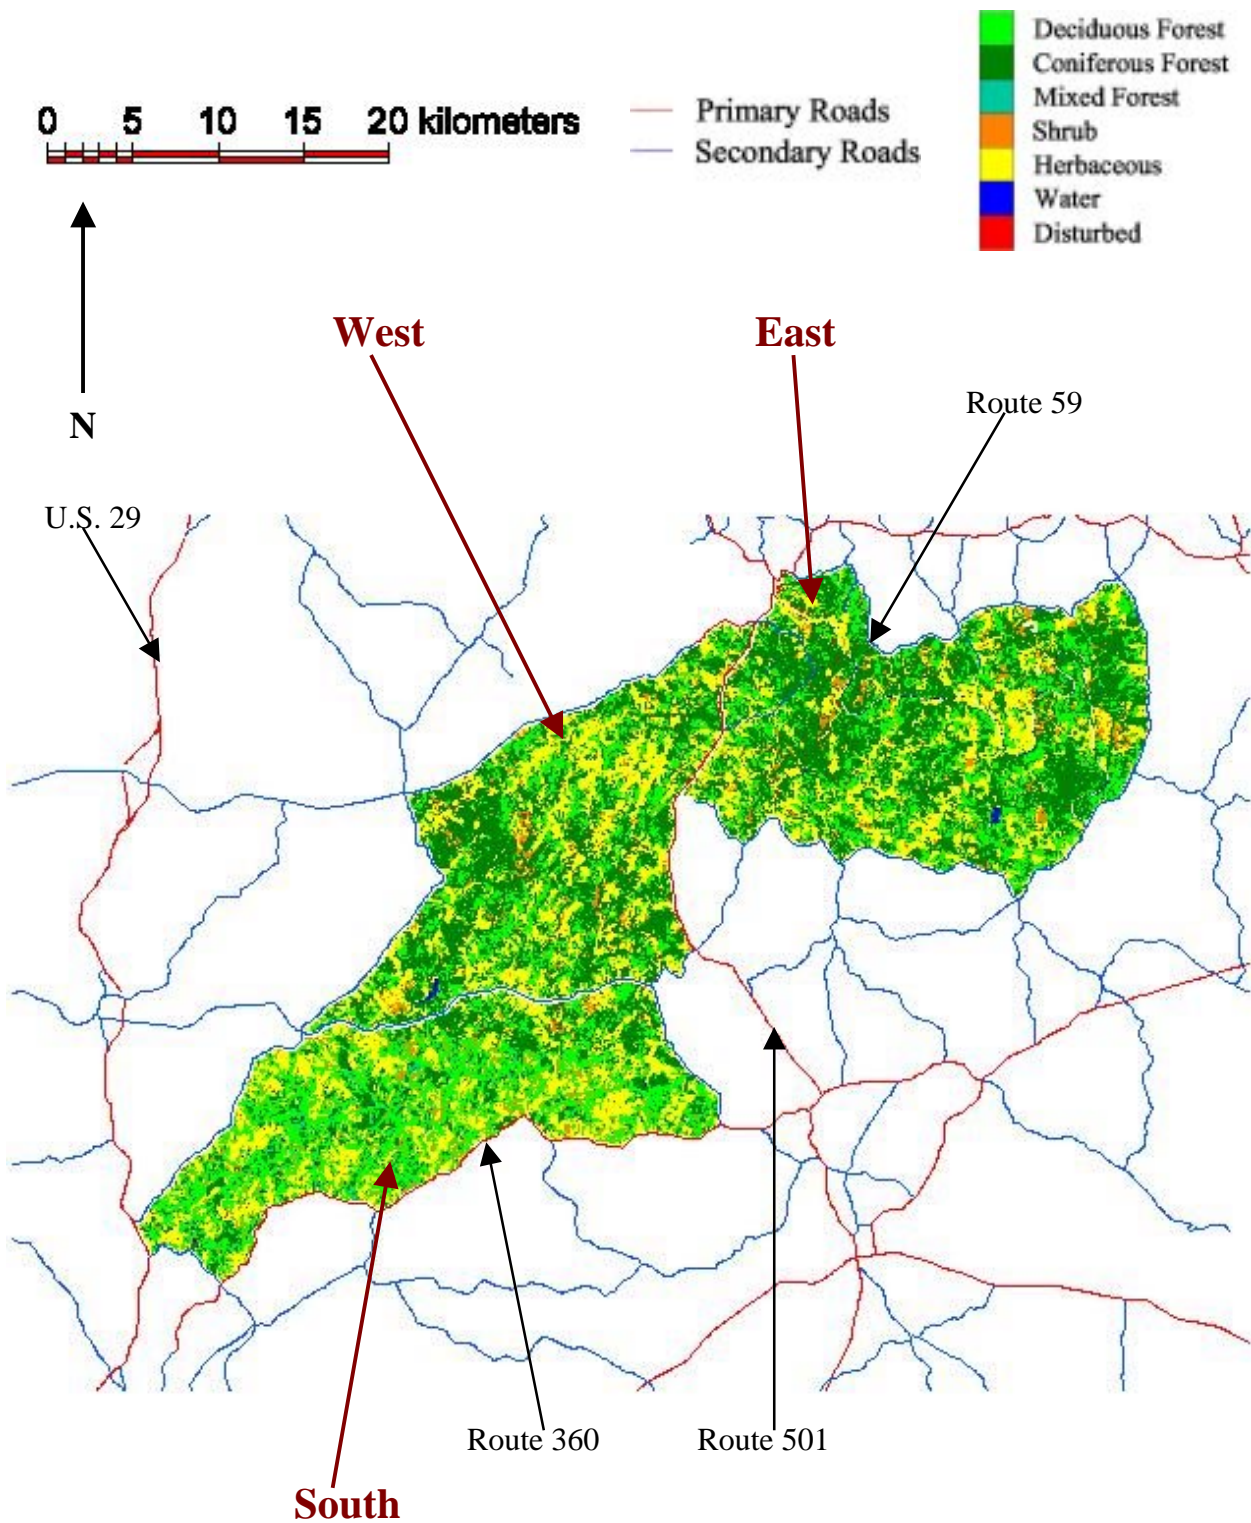 Deciduous Forest
Coniferous Forest
Mixed Forest
Shrub
Herbaceous
Water
Disturbed
0 5 10 15 20 kilometers
Primary Roads
Secondary Roads
N
West
East
Route 59
U.S. 29
Route 360
Route 501
South